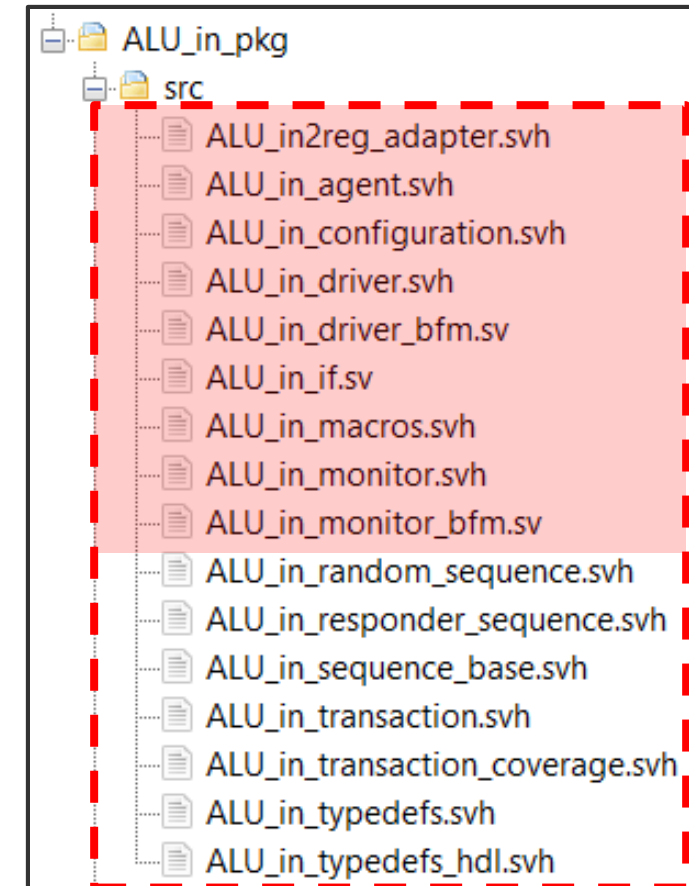 ALU_in_pkg
src
ALU_in2reg_adapter.svh
ALU_in_agent.svh
ALU_in_configuration.svh
ALU_in_driver.svh
ALU_in_driver_bfm.sv
ALU_in_if.sv
ALU_in_macros.svh
ALU_in_monitor.svh
ALU_in_monitor_bfm.sv
ALU_in_random_sequence.svh
ALU_in_responder_sequence.svh
ALU_in_sequence_base.svh
ALU_in_transaction.svh
ALU_in_transaction_coverage.svh
ALU_in_typedefs.svh
ALU_in_typedefs_hdl.svh